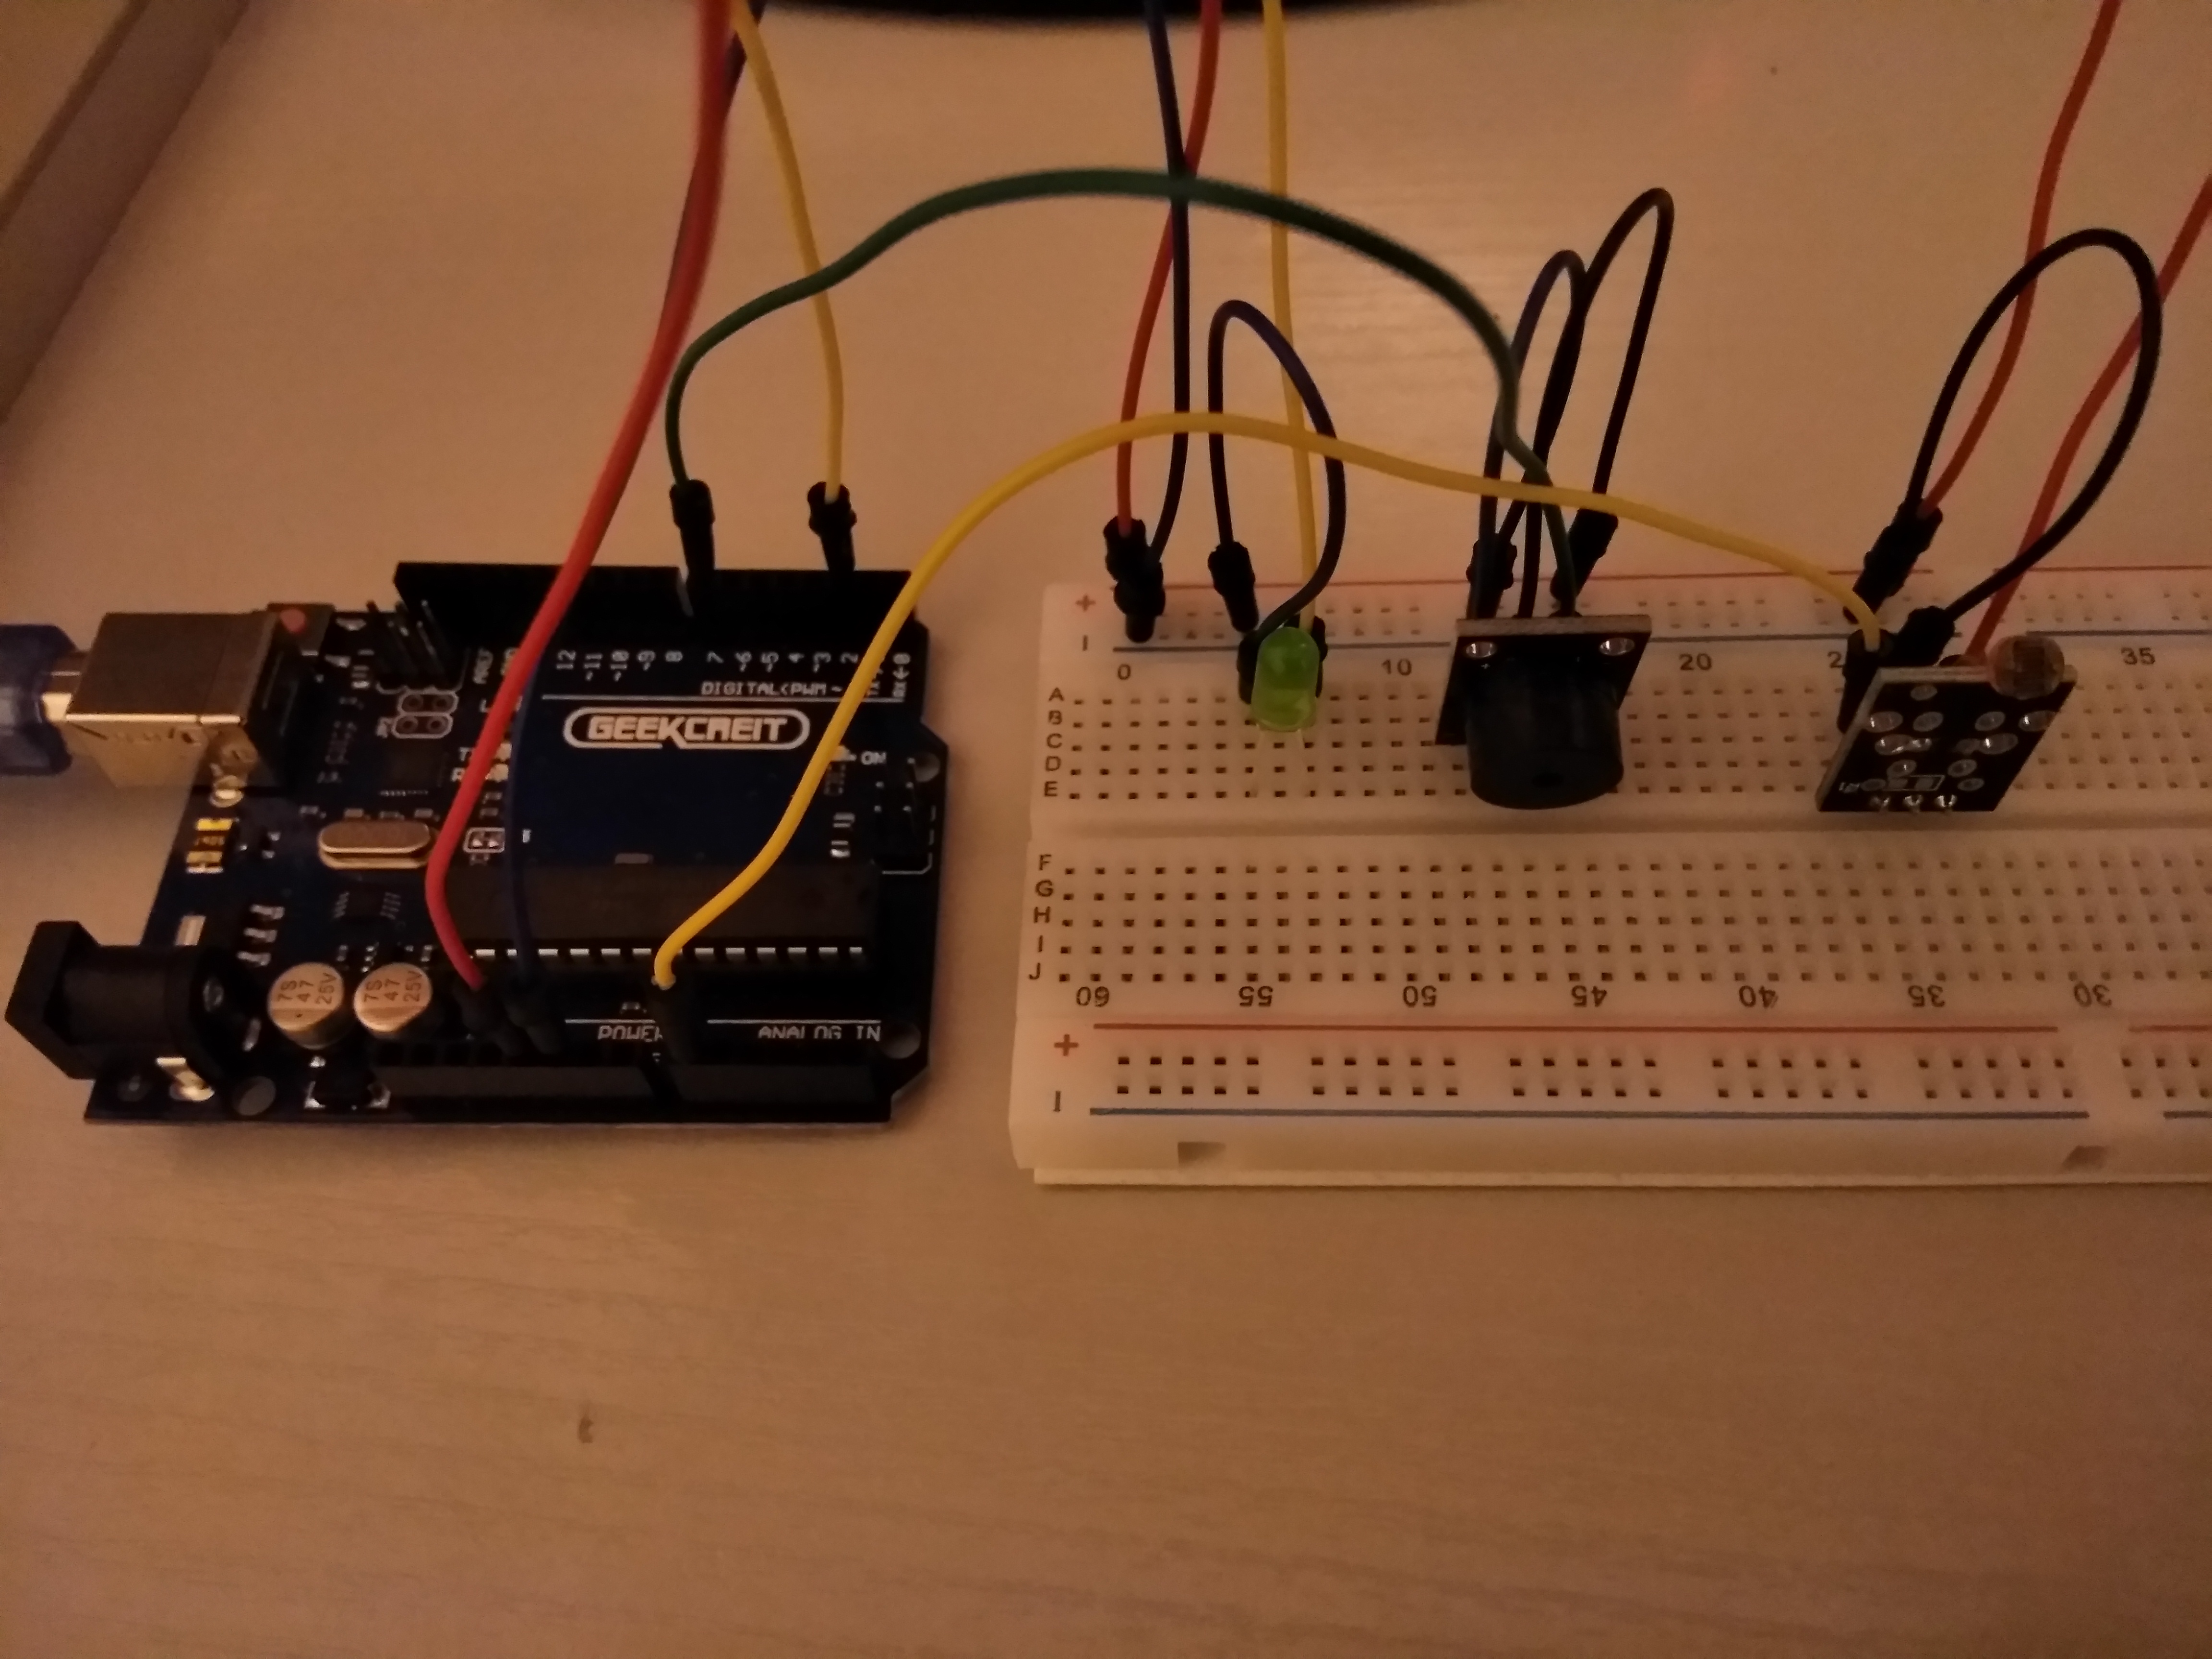 AREF
12
~11
~10
~9
8
7
~6
~5
4
~3
2
DIGITAL(PWM ~
GEEKCREIT
ON
7S
47
25V
7S
47
25V
POWER
ANALOG IN
+
0
10
20
35
A
B
C
D
E
F
G
H
I
J
60
55
50
45
40
35
30
+